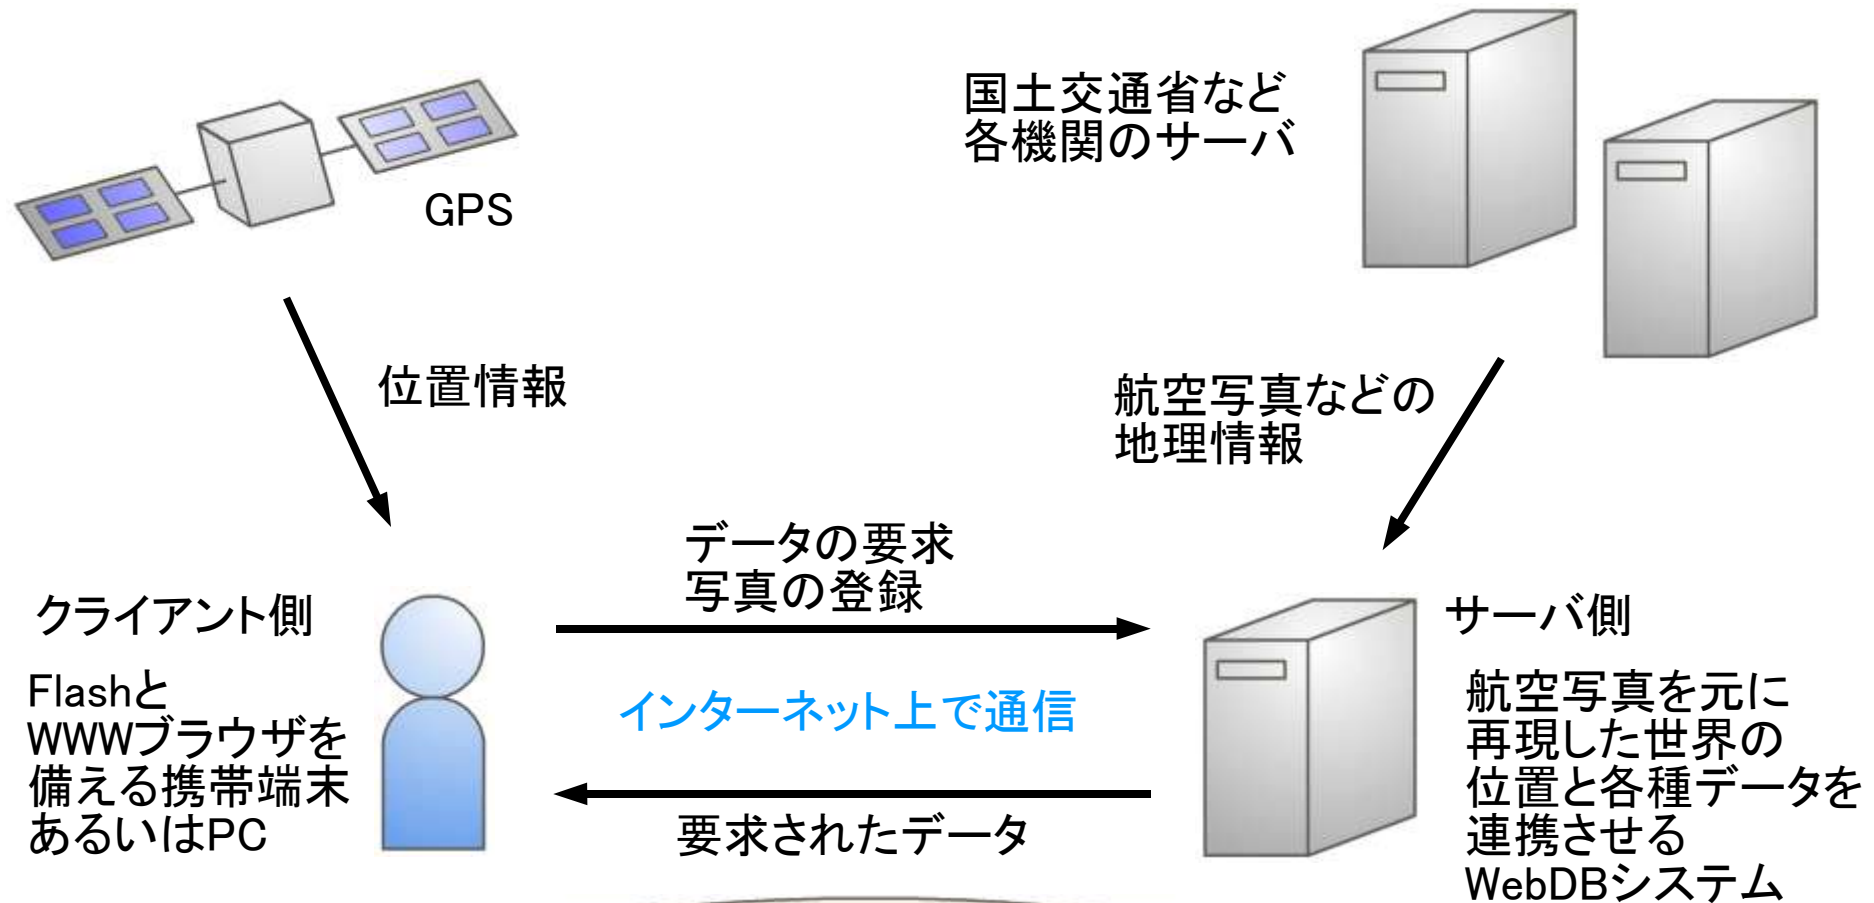 国土交通省など
各機関のサーバ
GPS
位置情報
航空写真などの
地理情報
データの要求
写真の登録
クライアント側
サーバ側
Flashと
WWWブラウザを
備える携帯端末
あるいはPC
インターネット上で通信
航空写真を元に
再現した世界の
位置と各種データを
連携させる
WebDBシステム
要求されたデータ